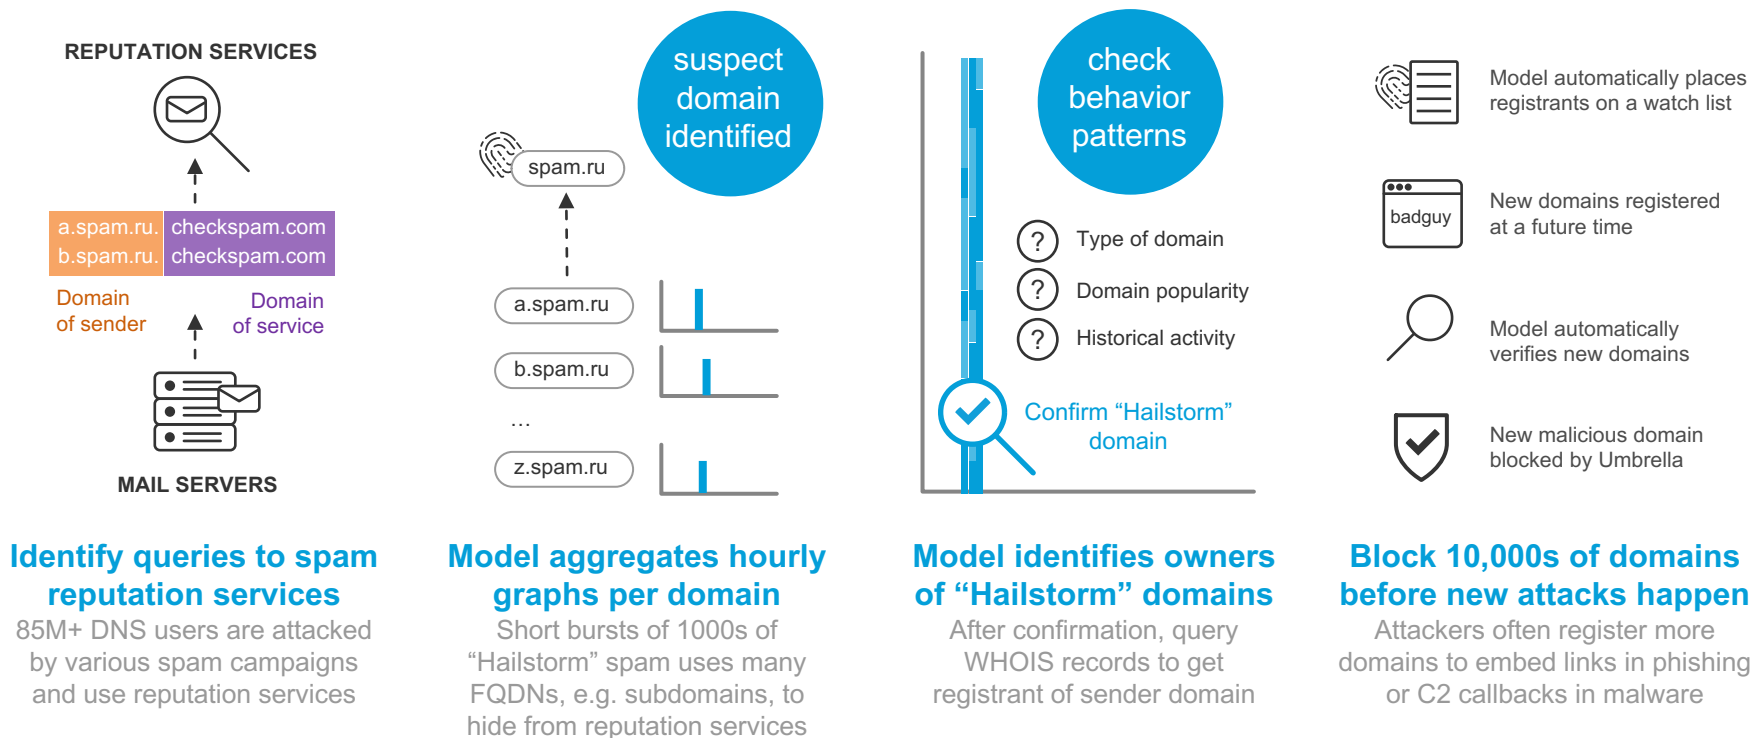 REPUTATION SERVICES
a.spam.ru. checkspam.com
b.spam.ru. checkspam.com
Domain
of sender
Domain
of service
MAIL SERVERS
Identify queries to spam
reputation services
85M+ DNS users are attacked
by various spam campaigns
and use reputation services
suspect
domain
identified
spam.ru
a.spam.ru
b.spam.ru
...
z.spam.ru
Model aggregates hourly
graphs per domain
Short bursts of 1000s of
“Hailstorm” spam uses many
FQDNs, e.g. subdomains, to
hide from reputation services
check
behavior
patterns
? Type of domain
? Domain popularity
? Historical activity
Confirm “Hailstorm”
domain
Model identifies owners
of “Hailstorm” domains
After confirmation, query
WHOIS records to get
registrant of sender domain
Model automatically places
registrants on a watch list
badguy
New domains registered
at a future time
Model automatically
verifies new domains
New malicious domain
blocked by Umbrella
Block 10,000s of domains
before new attacks happen
Attackers often register more
domains to embed links in phishing
or C2 callbacks in malware